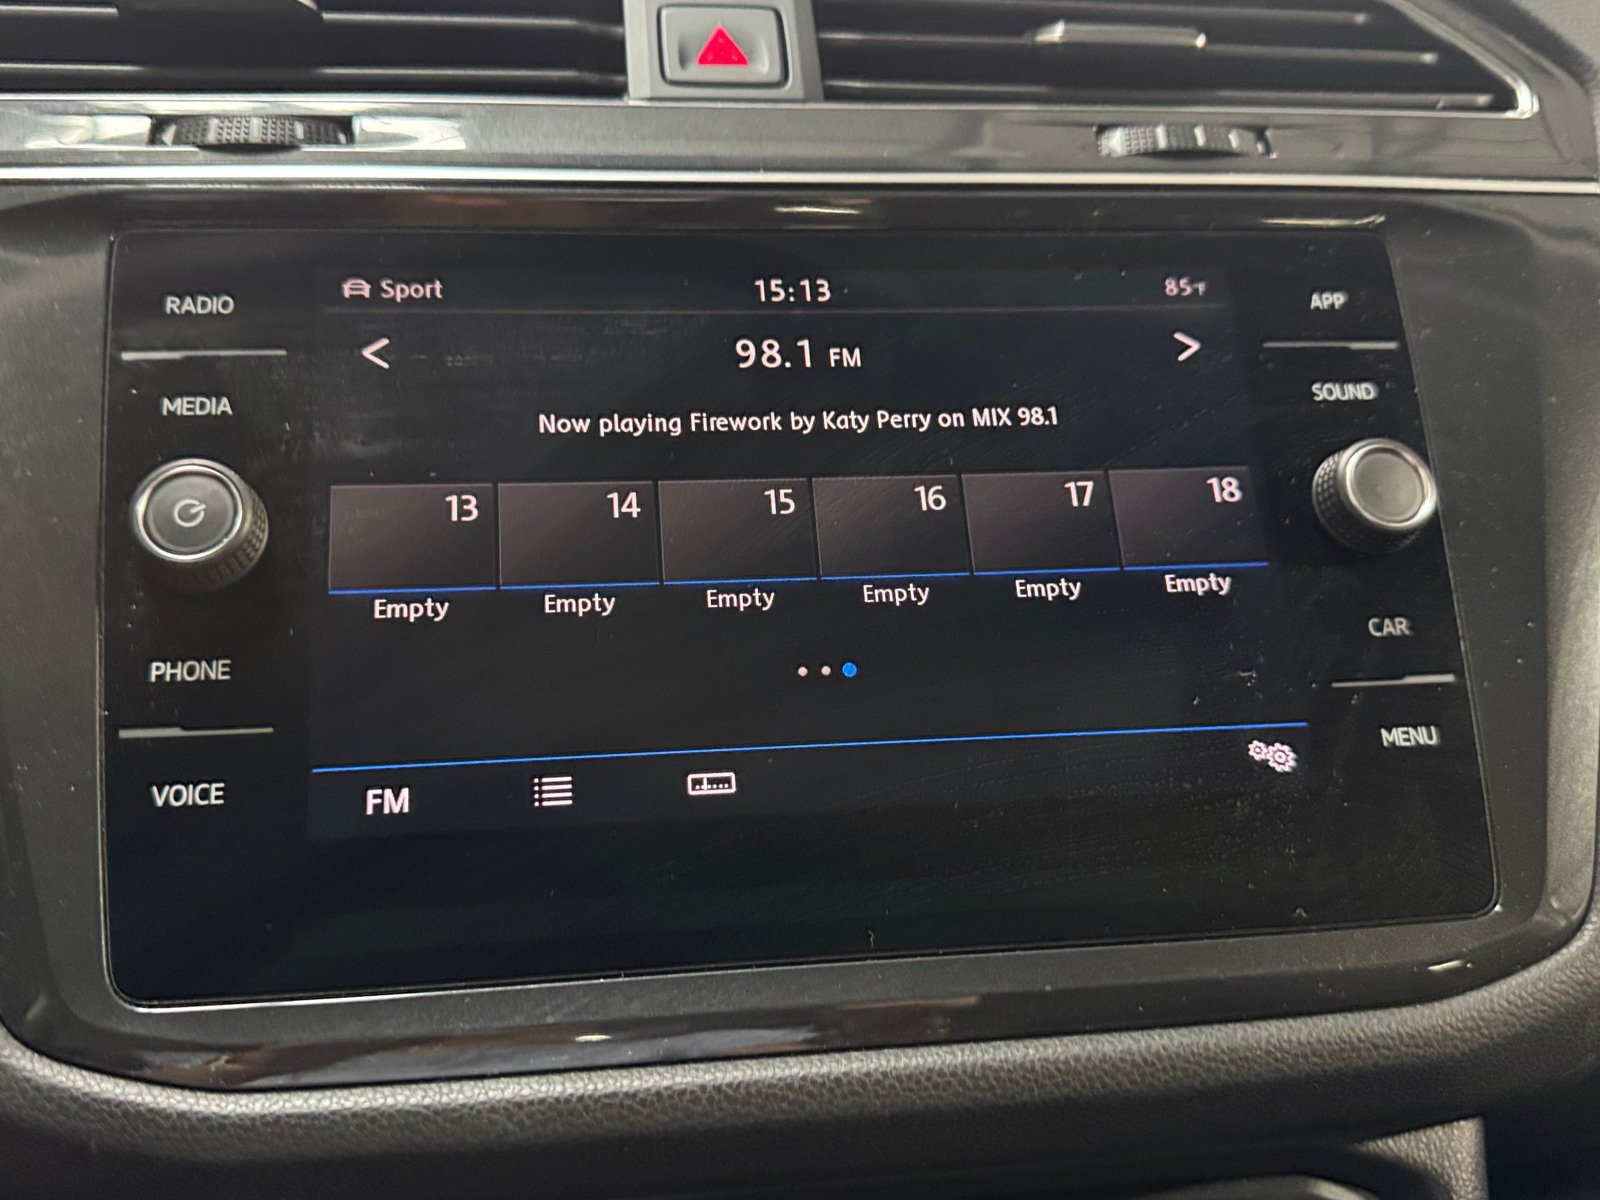 Sport 15:13 85°F
RADIO
APP
98.1 FM
MEDIA
SOUND
Now playing Firework by Katy Perry on MIX 98.1
13 14 15 16 17 18
Empty Empty Empty Empty Empty Empty
PHONE
CAR
VOICE
MENU
FM